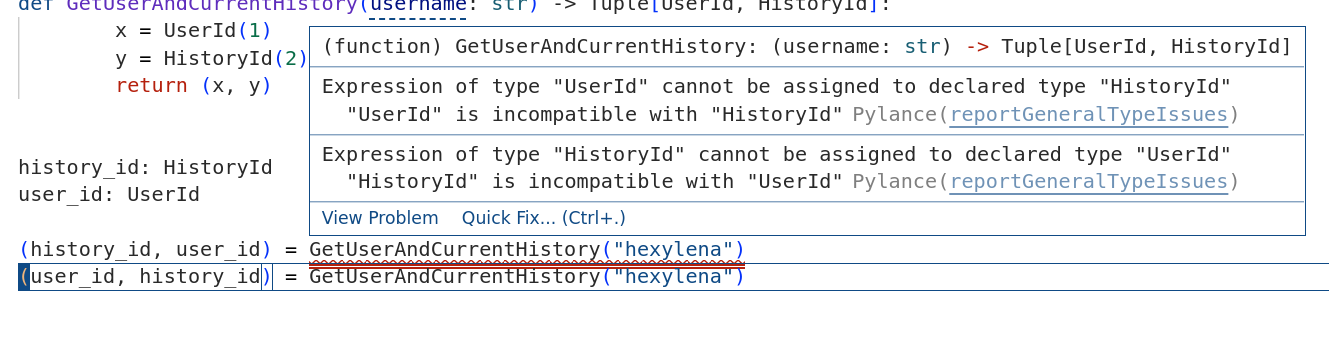 def GetUserAndCurrentHistory(username: str) -> Tuple[UserId, HistoryId]:
x = UserId(1)
y = HistoryId(2)
return (x, y)
(function) GetUserAndCurrentHistory: (username: str) -> Tuple[UserId, HistoryId]
Expression of type "UserId" cannot be assigned to declared type "HistoryId"
"UserId" is incompatible with "HistoryId" Pylance(reportGeneralTypeIssues)
Expression of type "HistoryId" cannot be assigned to declared type "UserId"
"HistoryId" is incompatible with "UserId" Pylance(reportGeneralTypeIssues)
View Problem Quick Fix... (Ctrl+.)
history_id: HistoryId
user_id: UserId
(history_id, user_id) = GetUserAndCurrentHistory("hexylena")
(user_id, history_id) = GetUserAndCurrentHistory("hexylena")